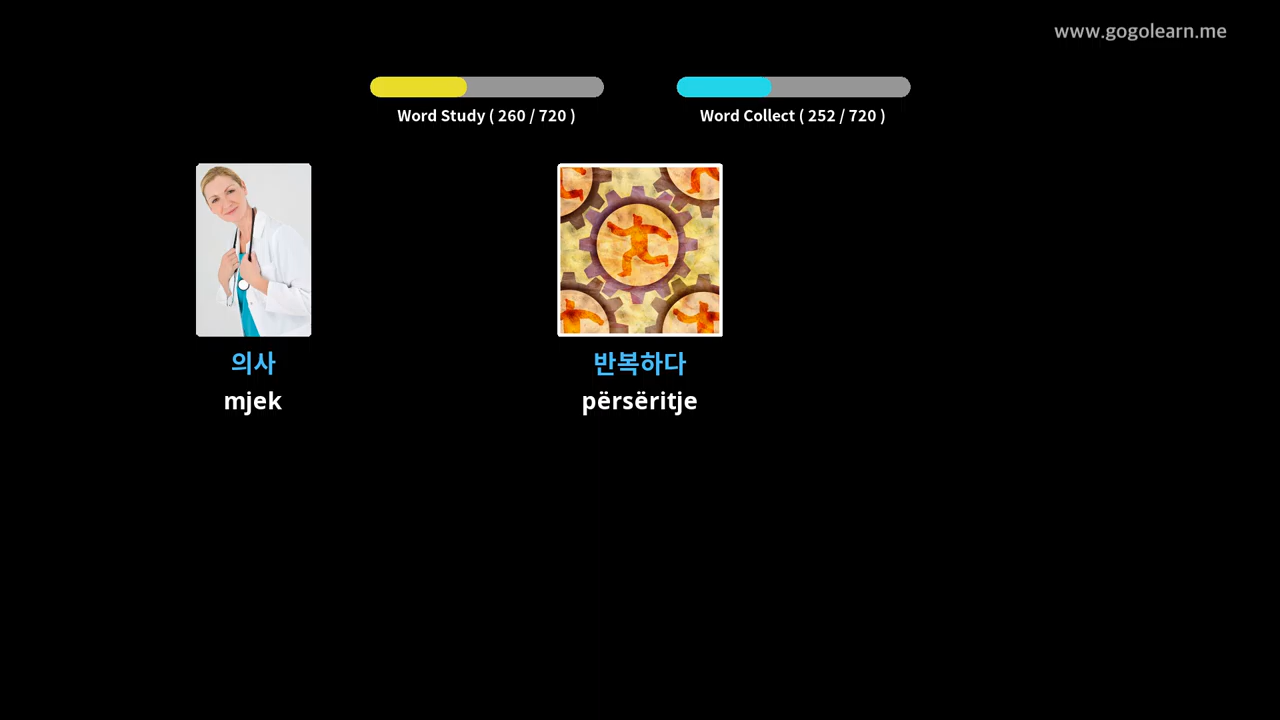 www.gogolearn.me
Word Study ( 260 / 720 )
Word Collect ( 252 / 720 )
의사
mjek
반복하다
përsëritje